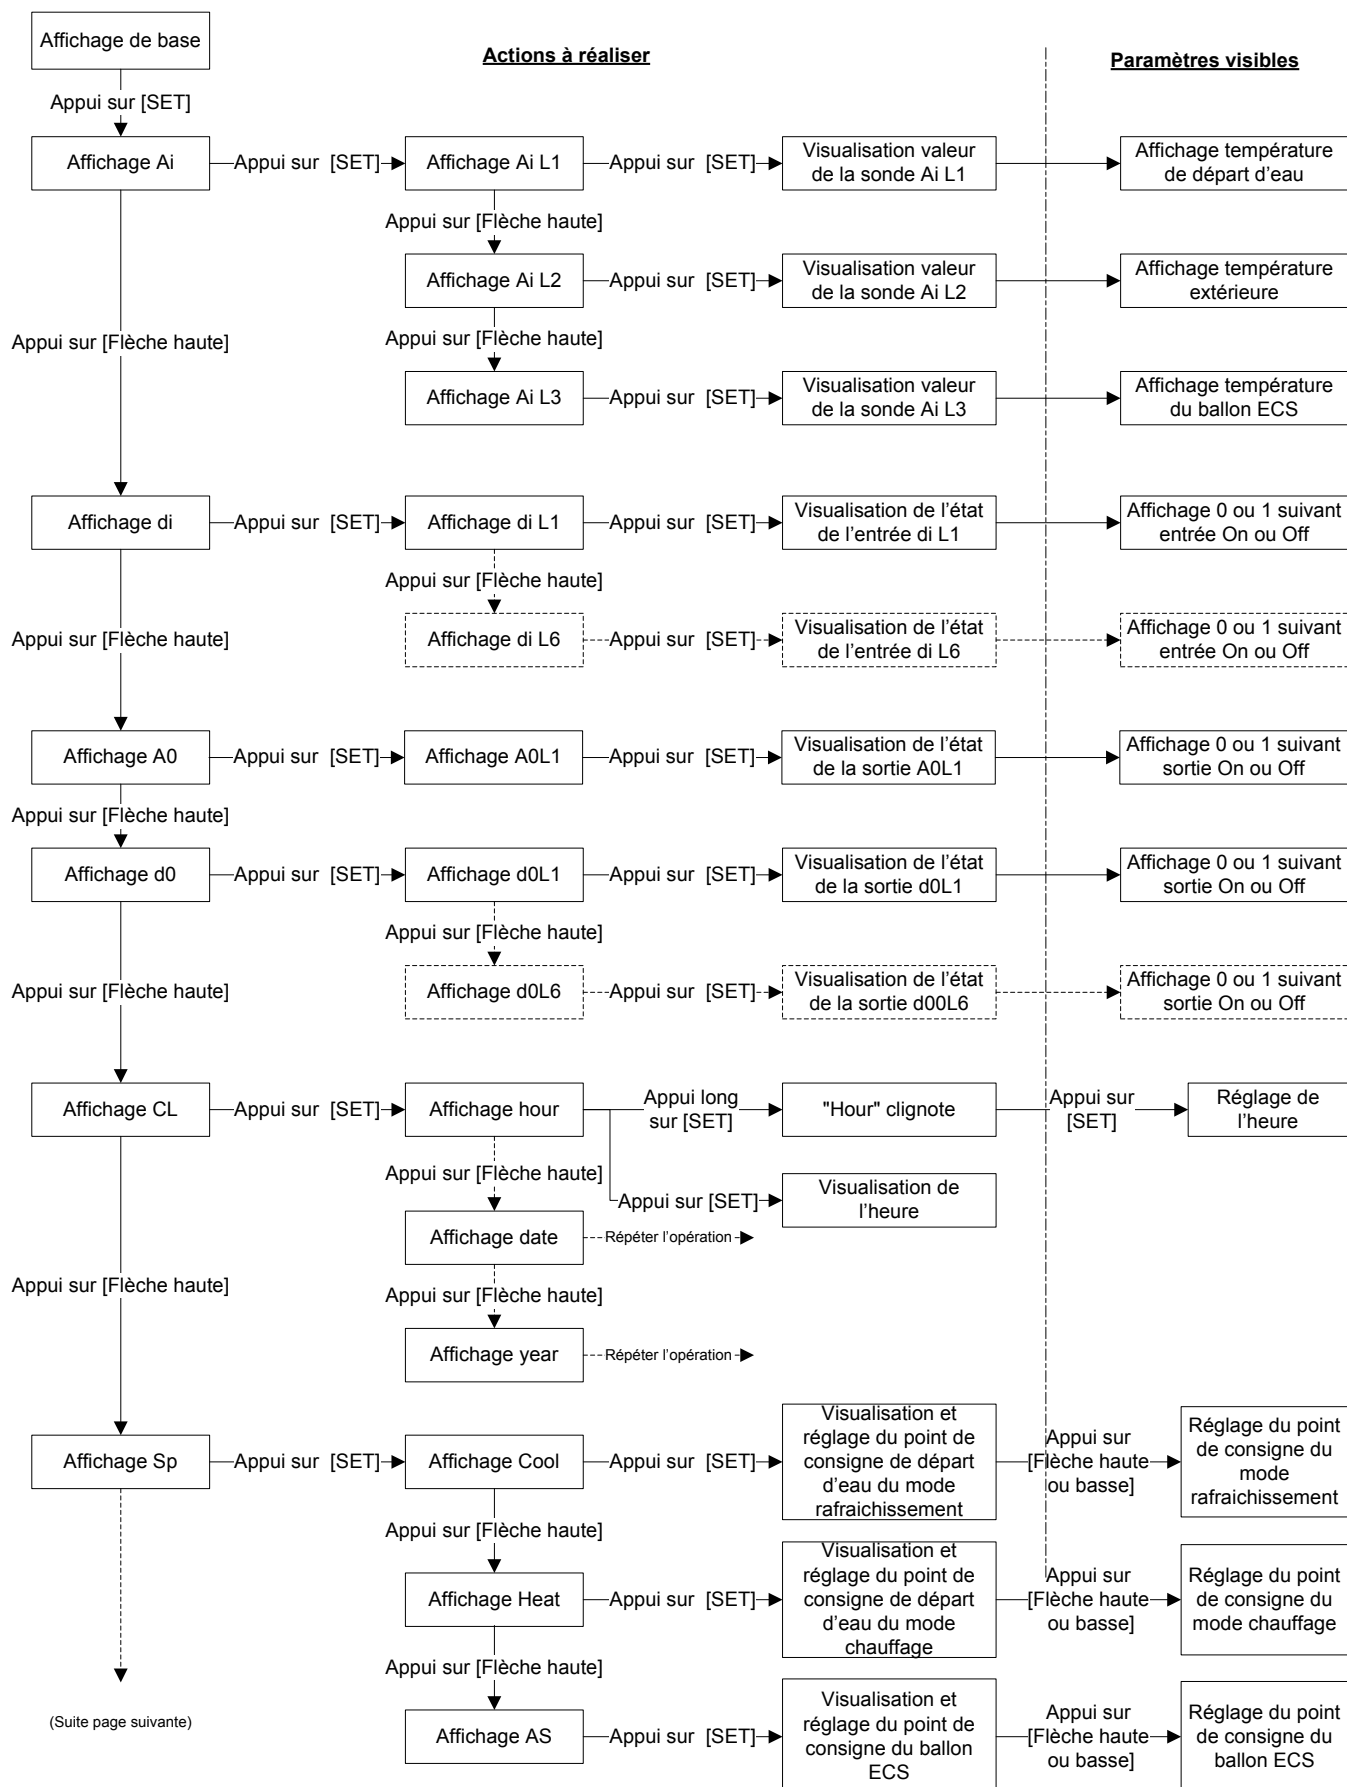 Affichage de base
Actions à réaliser
Paramètres visibles
Appui sur [SET]
Affichage Ai
Appui sur [SET]
Affichage Ai L1
Appui sur [SET]
Visualisation valeur
de la sonde Ai L1
Affichage température
de départ d'eau
Appui sur [Flèche haute]
Affichage Ai L2
Appui sur [SET]
Visualisation valeur
de la sonde Ai L2
Affichage température
extérieure
Appui sur [Flèche haute]
Appui sur [Flèche haute]
Affichage Ai L3
Appui sur [SET]
Visualisation valeur
de la sonde Ai L3
Affichage température
du ballon ECS
Affichage di
Appui sur [SET]
Affichage di L1
Appui sur [SET]
Visualisation de l'état
de l'entrée di L1
Affichage 0 ou 1 suivant
entrée On ou Off
Appui sur [Flèche haute]
Appui sur [Flèche haute]
Affichage di L6
Appui sur [SET]
Visualisation de l'état
de l'entrée di L6
Affichage 0 ou 1 suivant
entrée On ou Off
Affichage A0
Appui sur [SET]
Affichage A0L1
Appui sur [SET]
Visualisation de l'état
de la sortie A0L1
Affichage 0 ou 1 suivant
sortie On ou Off
Appui sur [Flèche haute]
Affichage d0
Appui sur [SET]
Affichage d0L1
Appui sur [SET]
Visualisation de l'état
de la sortie d0L1
Affichage 0 ou 1 suivant
sortie On ou Off
Appui sur [Flèche haute]
Appui sur [Flèche haute]
Affichage d0L6
Appui sur [SET]
Visualisation de l'état
de la sortie d00L6
Affichage 0 ou 1 suivant
sortie On ou Off
Affichage CL
Appui sur [SET]
Affichage hour
Appui long
sur [SET]
"Hour" clignote
Appui sur
[SET]
Réglage de
l'heure
Appui sur [Flèche haute]
Appui sur [SET]
Visualisation de
l'heure
Affichage date
Répéter l'opération
Appui sur [Flèche haute]
Appui sur [Flèche haute]
Affichage year
Répéter l'opération
Affichage Sp
Appui sur [SET]
Affichage Cool
Appui sur [SET]
Visualisation et
réglage du point de
consigne de départ
d'eau du mode
rafraichissement
Appui sur
[Flèche haute
ou basse]
Réglage du point
de consigne du
mode
rafraichissement
Appui sur [Flèche haute]
Affichage Heat
Appui sur [SET]
Visualisation et
réglage du point de
consigne de départ
d'eau du mode
chauffage
Appui sur
[Flèche haute
ou basse]
Réglage du point
de consigne du
mode chauffage
Appui sur [Flèche haute]
(Suite page suivante)
Affichage AS
Appui sur [SET]
Visualisation et
réglage du point de
consigne du ballon
ECS
Appui sur
[Flèche haute
ou basse]
Réglage du point
de consigne du
ballon ECS